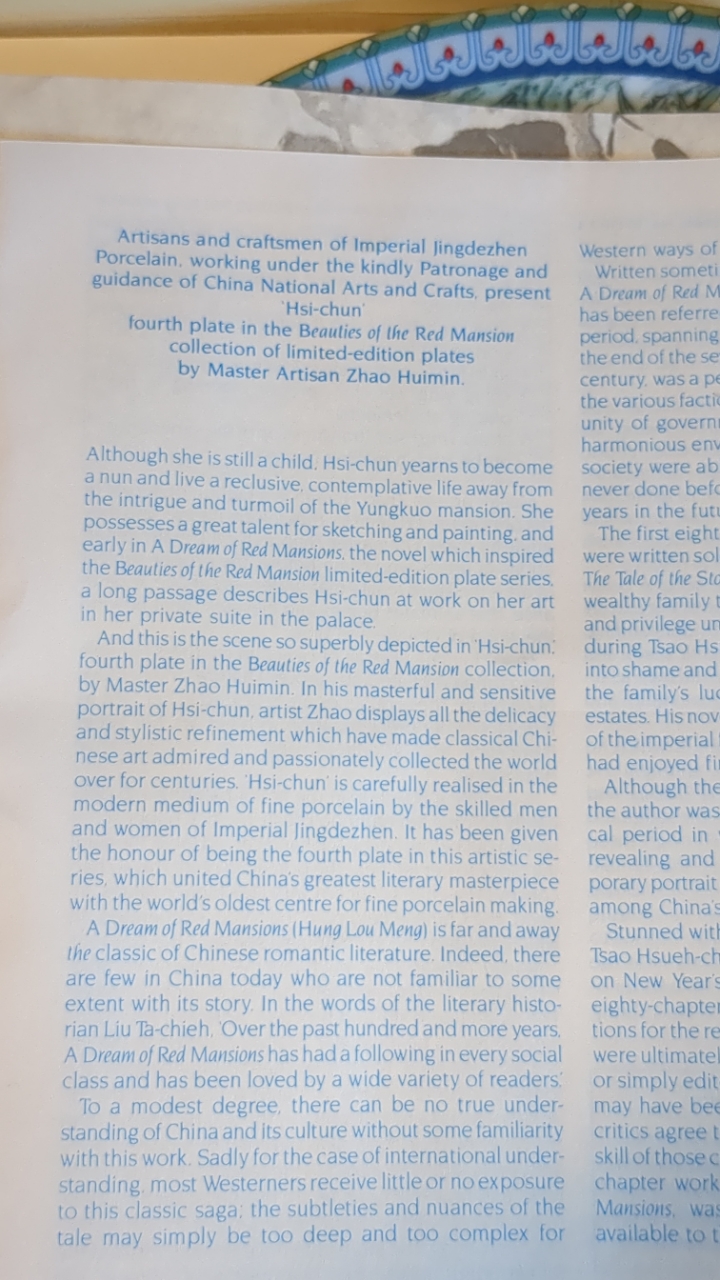 Artisans and craftsmen of Imperial Jingdezhen
Porcelain, working under the kindly Patronage and
guidance of China National Arts and Crafts, present
'Hsi-chun'
fourth plate in the Beauties of the Red Mansion
collection of limited-edition plates
by Master Artisan Zhao Huimin.
Although she is still a child, Hsi-chun yearns to become
a nun and live a reclusive, contemplative life away from
the intrigue and turmoil of the Yungkuo mansion. She
possesses a great talent for sketching and painting, and
early in A Dream of Red Mansions, the novel which inspired
the Beauties of the Red Mansion limited-edition plate series,
a long passage describes Hsi-chun at work on her art
in her private suite in the palace.
And this is the scene so superbly depicted in 'Hsi-chun,'
fourth plate in the Beauties of the Red Mansion collection,
by Master Zhao Huimin. In his masterful and sensitive
portrait of Hsi-chun, artist Zhao displays all the delicacy
and stylistic refinement which have made classical Chi-
nese art admired and passionately collected the world
over for centuries. 'Hsi-chun' is carefully realised in the
modern medium of fine porcelain by the skilled men
and women of Imperial Jingdezhen. It has been given
the honour of being the fourth plate in this artistic se-
ries, which united China's greatest literary masterpiece
with the world's oldest centre for fine porcelain making.
A Dream of Red Mansions (Hung Lou Meng) is far and away
the classic of Chinese romantic literature. Indeed, there
are few in China today who are not familiar to some
extent with its story. In the words of the literary histo-
rian Liu Ta-chieh, 'Over the past hundred and more years,
A Dream of Red Mansions has had a following in every social
class and has been loved by a wide variety of readers.'
To a modest degree, there can be no true under-
standing of China and its culture without some familiarity
with this work. Sadly for the case of international under-
standing, most Westerners receive little or no exposure
to this classic saga; the subtleties and nuances of the
tale may simply be too deep and too complex for
Western ways of
Written someti
A Dream of Red M
has been referre
period, spanning
the end of the se
century, was a pe
the various facti
unity of govern
harmonious env
society were ab
never done befo
years in the futu
The first eight
were written sol
The Tale of the Sto
wealthy family t
and privilege un
during Tsao Hs
into shame and
the family's luc
estates. His nov
of the imperial
had enjoyed fi
Although the
the author was
cal period in
revealing and
porary portrait
among China's
Stunned with
Tsao Hsueh-ch
on New Year's
eighty-chapter
tions for the re
were ultimatel
or simply edit
may have bee
critics agree t
skill of those c
chapter work
Mansions, was
available to t